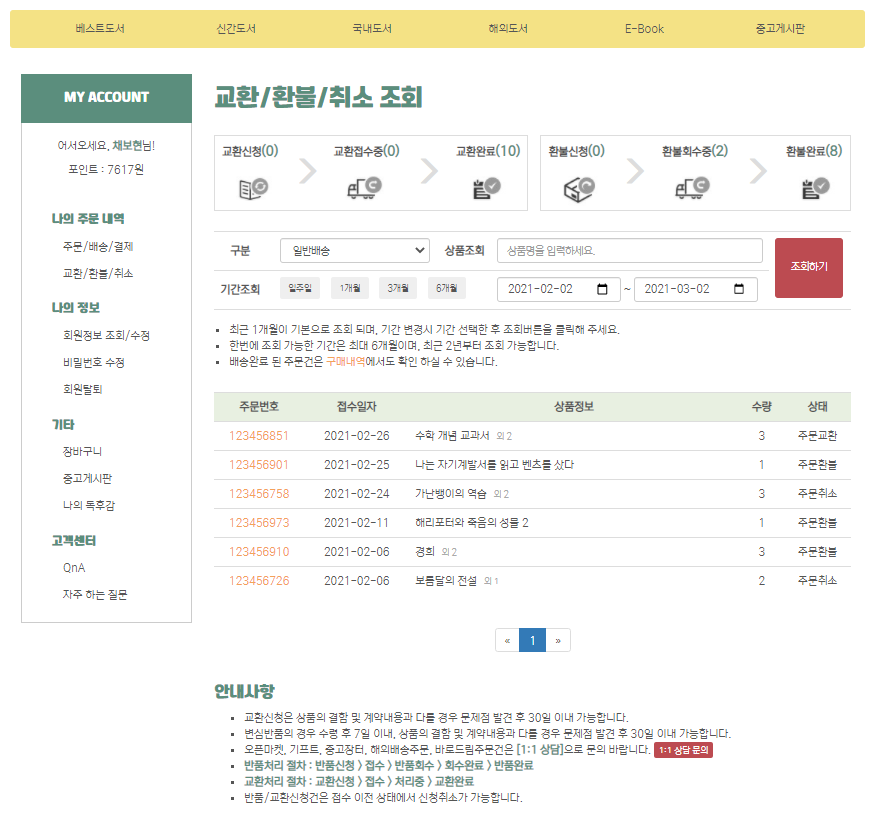 베스트도서 신간도서 국내도서 해외도서 E-Book 중고게시판
MY ACCOUNT
어서오세요, 채보현님!
포인트 : 7617원
나의 주문 내역
주문/배송/결제
교환/환불/취소
나의 정보
회원정보 조회/수정
비밀번호 수정
회원탈퇴
기타
장바구니
중고게시판
나의 독후감
고객센터
QnA
자주 하는 질문
교환/환불/취소 조회
교환신청(0) 교환접수중(0) 교환완료(10) 환불신청(0) 환불회수중(2) 환불완료(8)
구분 일반배송 상품조회 상품명을 입력하세요. 조회하기
기간조회 일주일 1개월 3개월 6개월 2021-02-02 ~ 2021-03-02
최근 1개월이 기본으로 조회 되며, 기간 변경시 기간 선택한 후 조회버튼을 클릭해 주세요.
한번에 조회 가능한 기간은 최대 6개월이며, 최근 2년부터 조회 가능합니다.
배송완료 된 주문건은 구매내역에서도 확인 하실 수 있습니다.
주문번호 접수일자 상품정보 수량 상태
123456851 2021-02-26 수학 개념 교과서 외 2 3 주문교환
123456901 2021-02-25 나는 자기계발서를 읽고 벤츠를 샀다 1 주문환불
123456758 2021-02-24 가난뱅이의 역습 외 2 3 주문취소
123456973 2021-02-11 해리포터와 죽음의 성물 2 1 주문환불
123456910 2021-02-06 경희 외 2 3 주문환불
123456726 2021-02-06 보름달의 전설 외 1 2 주문취소
« 1 »
안내사항
교환신청은 상품의 결함 및 계약내용과 다를 경우 문제점 발견 후 30일 이내 가능합니다.
변심반품의 경우 수령 후 7일 이내, 상품의 결함 및 계약내용과 다를 경우 문제점 발견 후 30일 이내 가능합니다.
오픈마켓, 기프트, 중고장터, 해외배송주문, 바로드림주문건은 [1:1 상담]으로 문의 바랍니다. 1:1 상담 문의
반품처리 절차 : 반품신청 > 접수 > 반품회수 > 회수완료 > 반품완료
교환처리 절차 : 교환신청 > 접수 > 처리중 > 교환완료
반품/교환신청건은 접수 이전 상태에서 신청취소가 가능합니다.